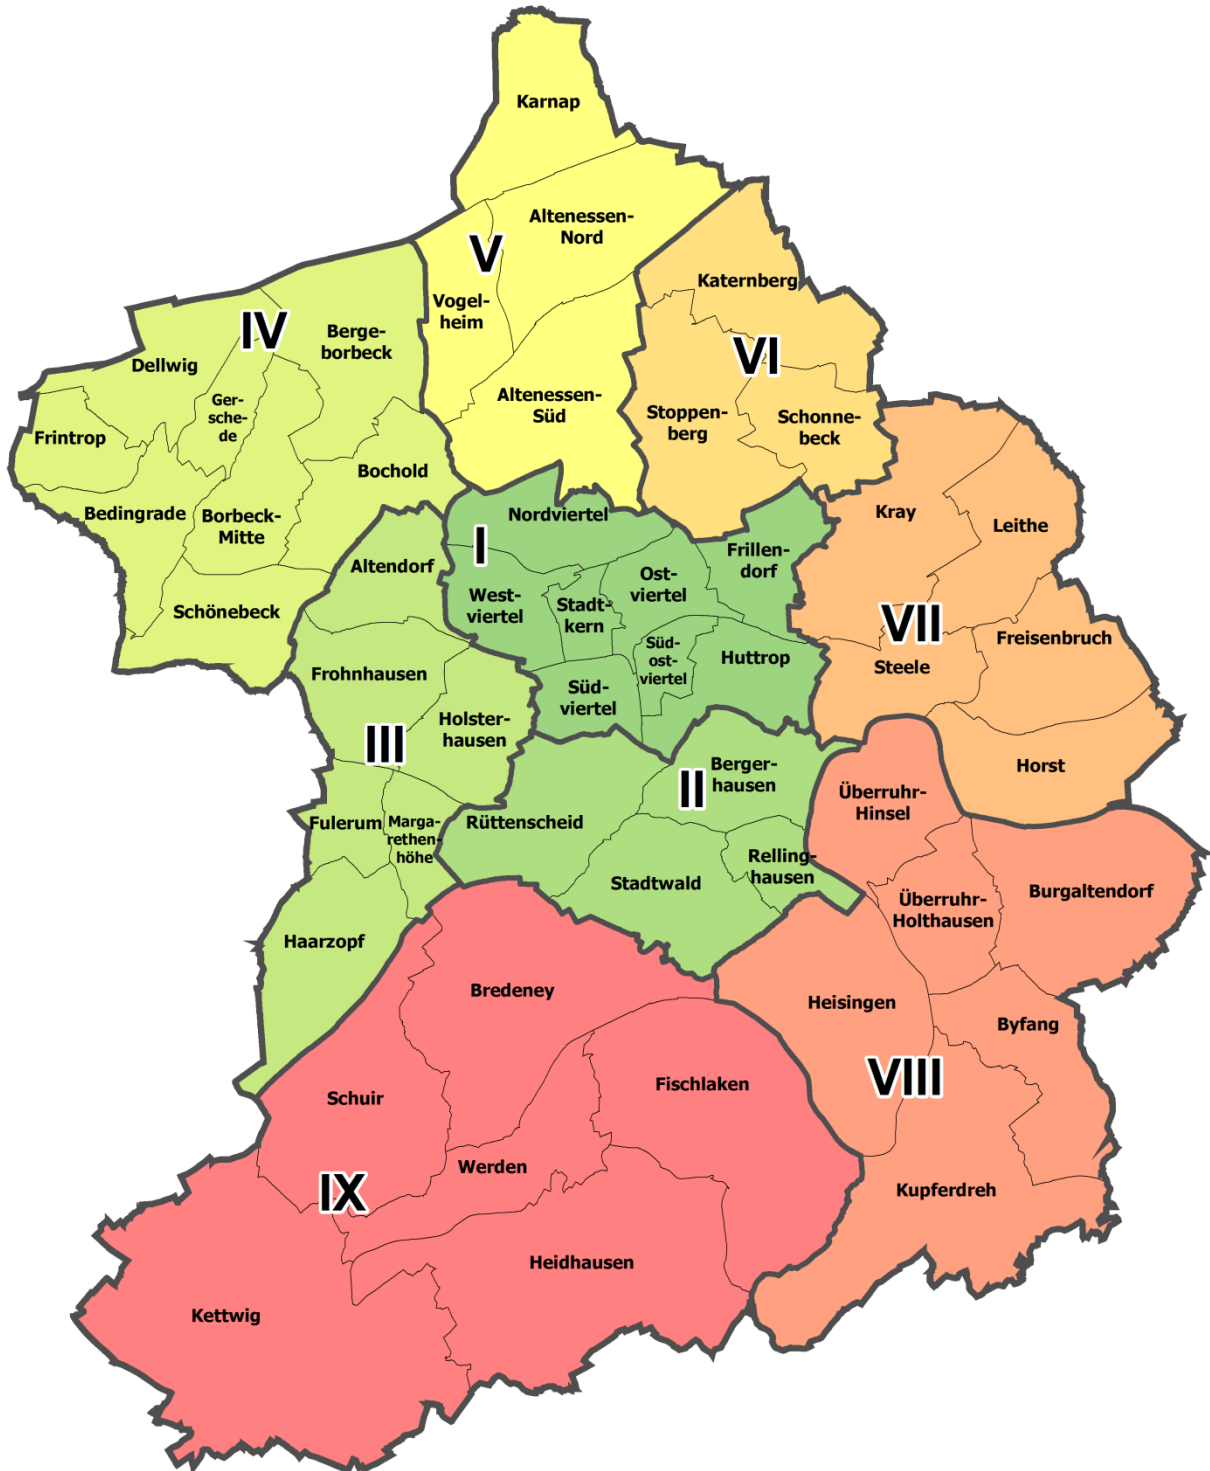 Karnap
Altenessen-
Nord
V
Vogel-
heim
Altenessen-
Süd
Katernberg
VI
Stoppen-
berg
Schonne-
beck
IV
Berge-
borbeck
Dellwig
Ger-
sche-
de
Frintrop
Bochold
Bedingrade
Borbeck-
Mitte
Schönebeck
Nordviertel
I
Frillen-
dorf
West-
viertel
Stadt-
kern
Ost-
viertel
Süd-
ost-
viertel
Huttrop
Süd-
viertel
Kray
Leithe
VII
Freisenbruch
Steele
Horst
Altendorf
Frohnhausen
Holster-
hausen
III
Fulerum
Marga-
rethen-
höhe
Haarzopf
Berger-
hausen
II
Rüttenscheid
Relling-
hausen
Stadtwald
Überruhr-
Hinsel
Überruhr-
Holthausen
Burgaltendorf
Heisingen
Byfang
VIII
Kupferdreh
Bredeney
Schuir
Fischlaken
Werden
IX
Heidhausen
Kettwig